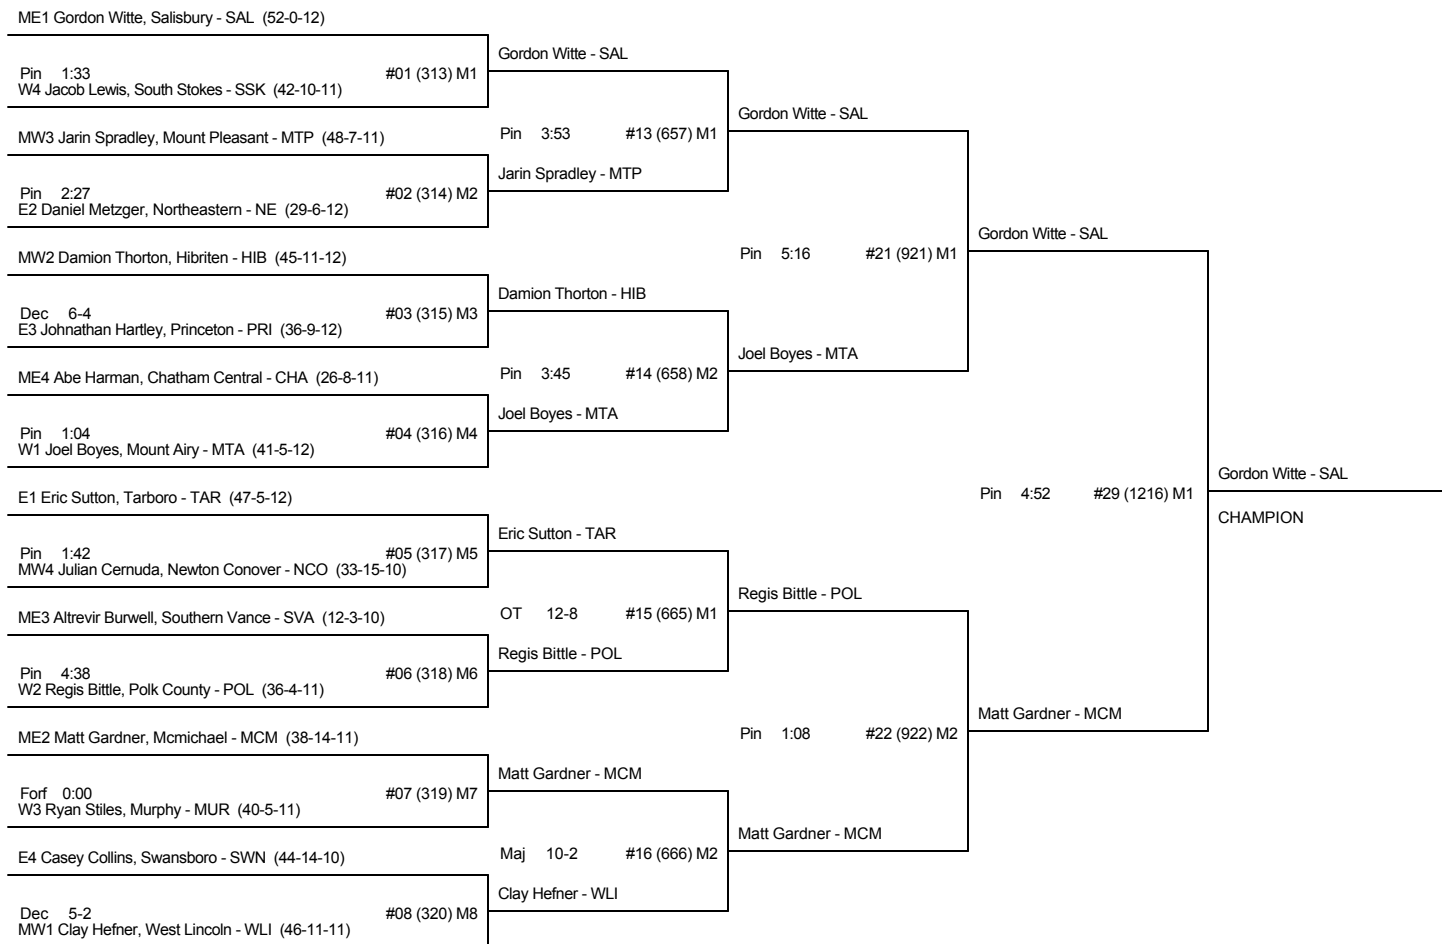 ME1 Gordon Witte, Salisbury - SAL (52-0-12)
Pin 1:33 #01 (313) M1
W4 Jacob Lewis, South Stokes - SSK (42-10-11)
MW3 Jarin Spradley, Mount Pleasant - MTP (48-7-11)
Pin 2:27 #02 (314) M2
E2 Daniel Metzger, Northeastern - NE (29-6-12)
MW2 Damion Thorton, Hibriten - HIB (45-11-12)
Dec 6-4 #03 (315) M3
E3 Johnathan Hartley, Princeton - PRI (36-9-12)
ME4 Abe Harman, Chatham Central - CHA (26-8-11)
Pin 1:04 #04 (316) M4
W1 Joel Boyes, Mount Airy - MTA (41-5-12)
E1 Eric Sutton, Tarboro - TAR (47-5-12)
Pin 1:42 #05 (317) M5
MW4 Julian Cernuda, Newton Conover - NCO (33-15-10)
ME3 Altrevir Burwell, Southern Vance - SVA (12-3-10)
Pin 4:38 #06 (318) M6
W2 Regis Bittle, Polk County - POL (36-4-11)
ME2 Matt Gardner, Mcmichael - MCM (38-14-11)
Forf 0:00 #07 (319) M7
W3 Ryan Stiles, Murphy - MUR (40-5-11)
E4 Casey Collins, Swansboro - SWN (44-14-10)
Dec 5-2 #08 (320) M8
MW1 Clay Hefner, West Lincoln - WLI (46-11-11)
Gordon Witte - SAL
Pin 3:53 #13 (657) M1
Jarin Spradley - MTP
Damion Thorton - HIB
Pin 3:45 #14 (658) M2
Joel Boyes - MTA
Eric Sutton - TAR
OT 12-8 #15 (665) M1
Regis Bittle - POL
Matt Gardner - MCM
Maj 10-2 #16 (666) M2
Clay Hefner - WLI
Gordon Witte - SAL
Pin 5:16 #21 (921) M1
Joel Boyes - MTA
Regis Bittle - POL
Pin 1:08 #22 (922) M2
Matt Gardner - MCM
Gordon Witte - SAL
Pin 4:52 #29 (1216) M1
Matt Gardner - MCM
Gordon Witte - SAL
CHAMPION